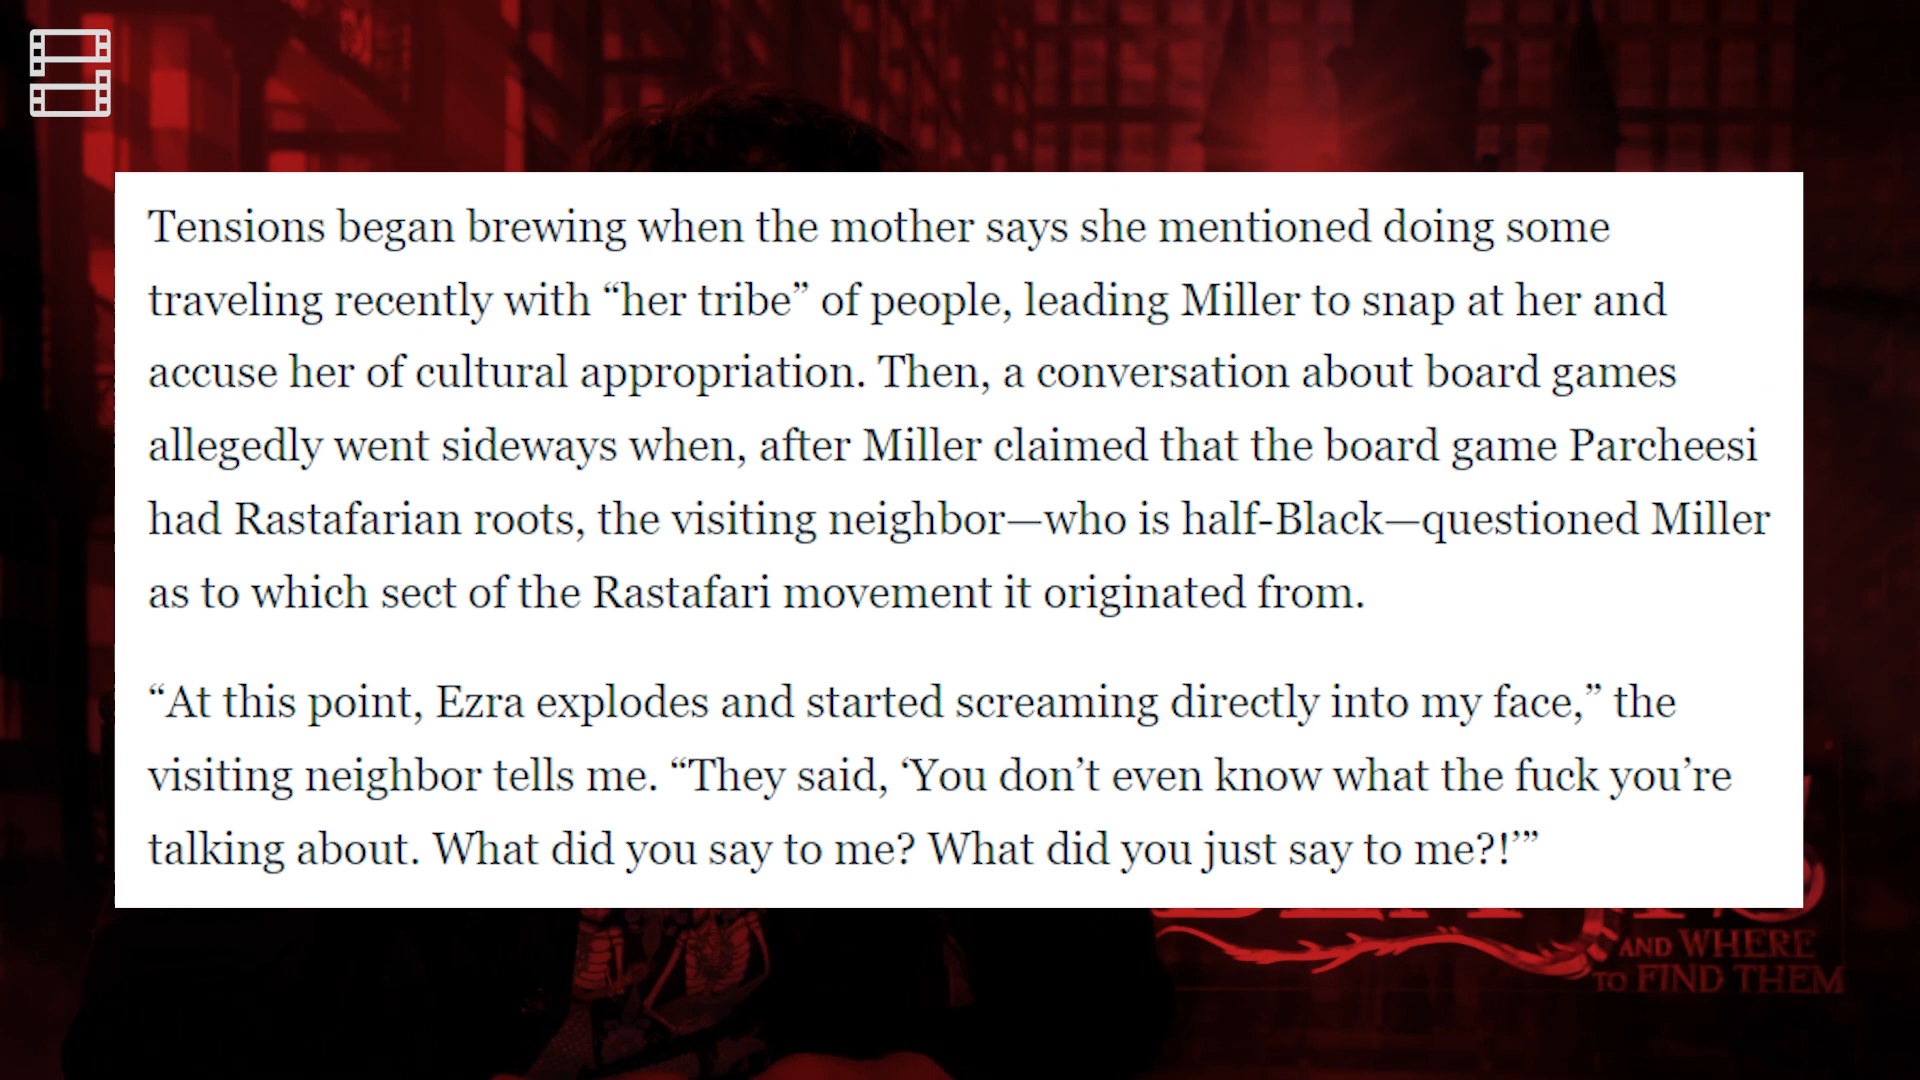 Tensions began brewing when the mother says she mentioned doing some
traveling recently with “her tribe” of people, leading Miller to snap at her and
accuse her of cultural appropriation. Then, a conversation about board games
allegedly went sideways when, after Miller claimed that the board game Parcheesi
had Rastafarian roots, the visiting neighbor—who is half-Black—questioned Miller
as to which sect of the Rastafari movement it originated from.
“At this point, Ezra explodes and started screaming directly into my face,” the
visiting neighbor tells me. “They said, ‘You don’t even know what the fuck you’re
talking about. What did you say to me? What did you just say to me?!’”
AND WHERE
TO FIND THEM